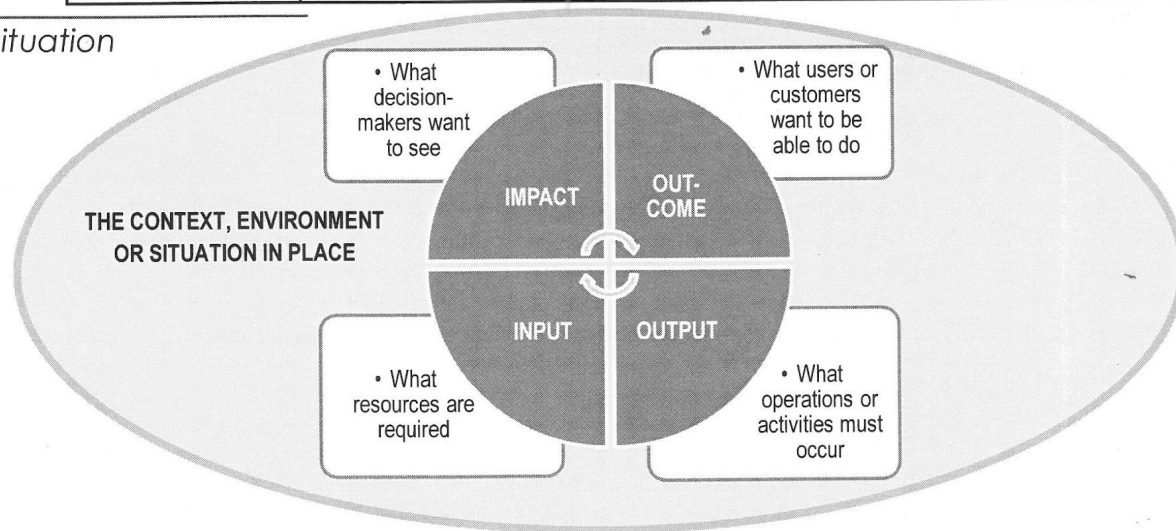 ituation
• What
decision-
makers want
to see
• What users or
customers
want to be
able to do
IMPACT
OUT-
COME
THE CONTEXT, ENVIRONMENT
OR SITUATION IN PLACE
INPUT
OUTPUT
• What
resources are
required
• What
operations or
activities must
occur